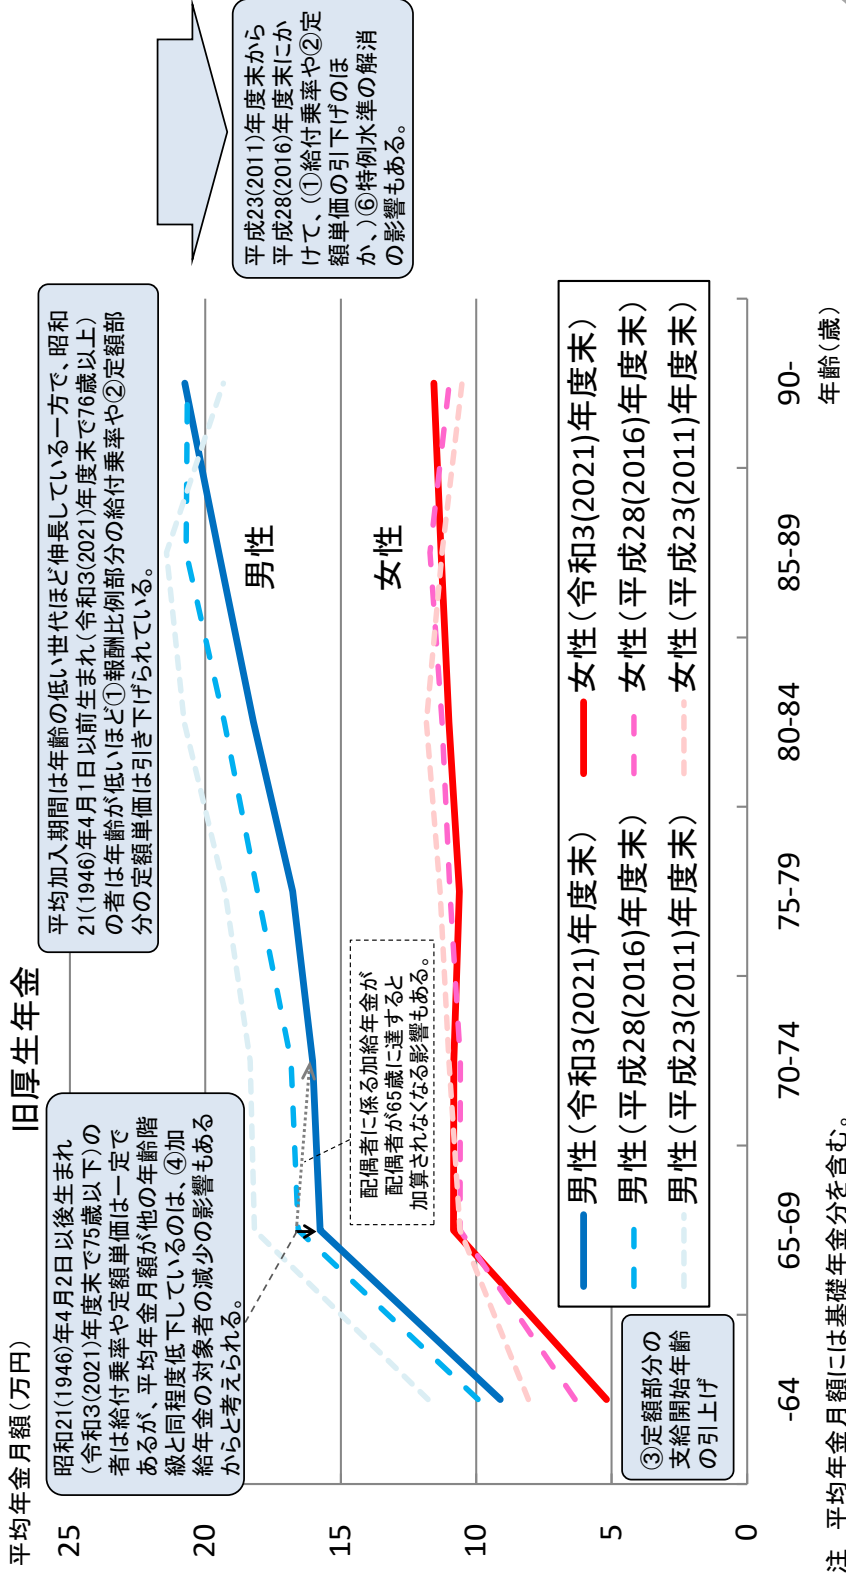 旧厚生年金
平均年金月額(万円)
25
20
15
10
5
0
-64
65-69
70-74
75-79
80-84
85-89
90-
年齢(歳)
昭和21(1946)年4月2日以後生まれ
(令和3(2021)年度末で75歳以下)の
者は給付乗率や定額単価は一定で
あるが、平均年金月額が他の年齢階
級と同程度低下しているのは、④加
給年金の対象者の減少の影響もある
からと考えられる。
平均加入期間は年齢の低い世代ほど伸長している一方で、昭和
21(1946)年4月1日以前生まれ(令和3(2021)年度末で76歳以上)
の者は年齢が低いほど①報酬比例部分の給付乗率や②定額部
分の定額単価は引き下げられている。
平成23(2011)年度末から
平成28(2016)年度末にか
けて、(①給付乗率や②定
額単価の引下げのほ
か、)⑥特例水準の解消
の影響もある。
配偶者に係る加給年金が
配偶者が65歳に達すると
加算されなくなる影響もある。
男性
女性
③定額部分の
支給開始年齢
の引上げ
男性(令和3(2021)年度末) 女性(令和3(2021)年度末)
男性(平成28(2016)年度末) 女性(平成28(2016)年度末)
男性(平成23(2011)年度末) 女性(平成23(2011)年度末)
注 平均年金月額には基礎年金分を含む。